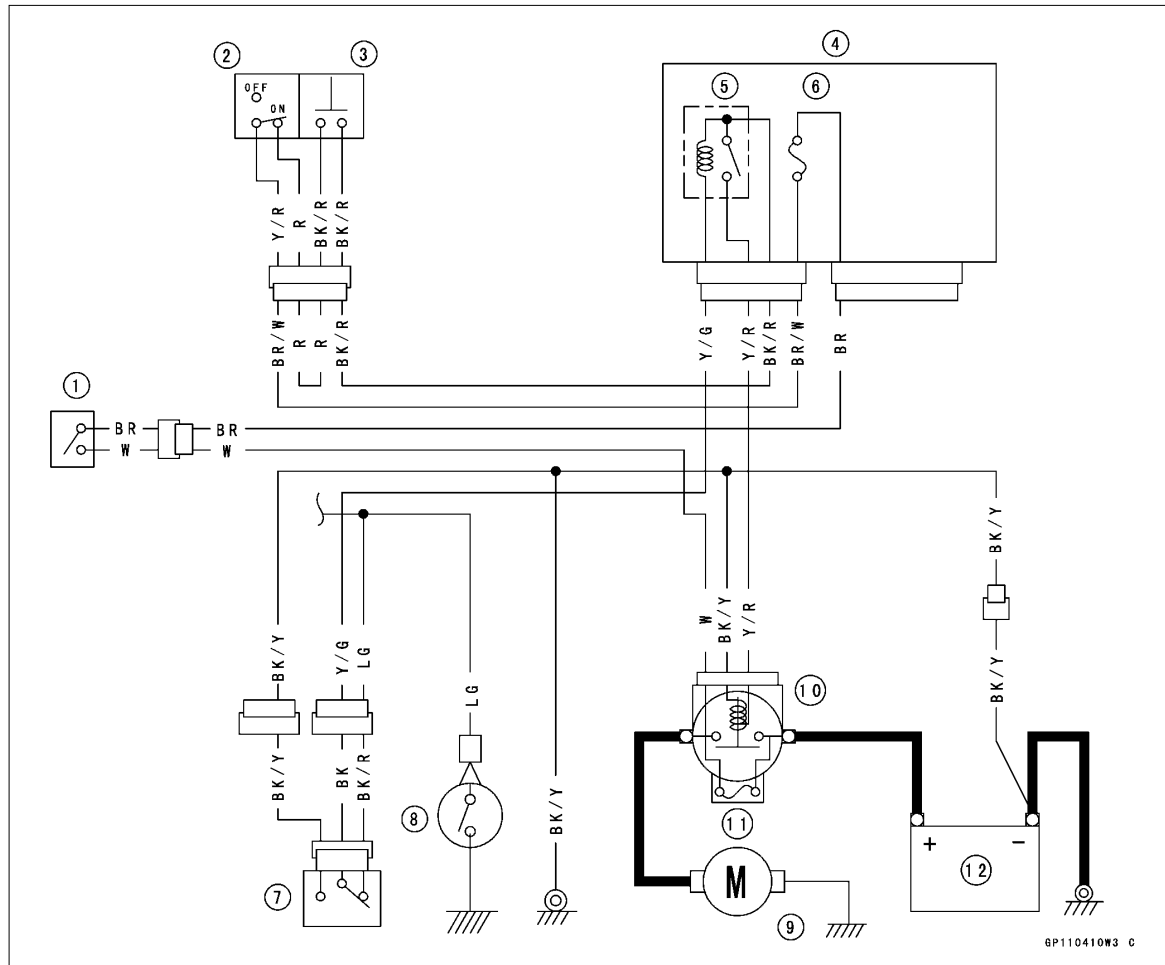 2
3
4
OFF
ON
5
6
Y/R
R
BK/R
BK/R
BR/W
R
R
BK/R
Y/G
Y/R
BK/R
BR/W
BR
1
BR
BR
W
W
BK/Y
Y/G
LG
LG
BK/Y
W
BK/Y
Y/R
BK/Y
BK/Y
10
BK/Y
BK
BK/R
8
11
+
−
12
7
M
9
GP110410W3 C